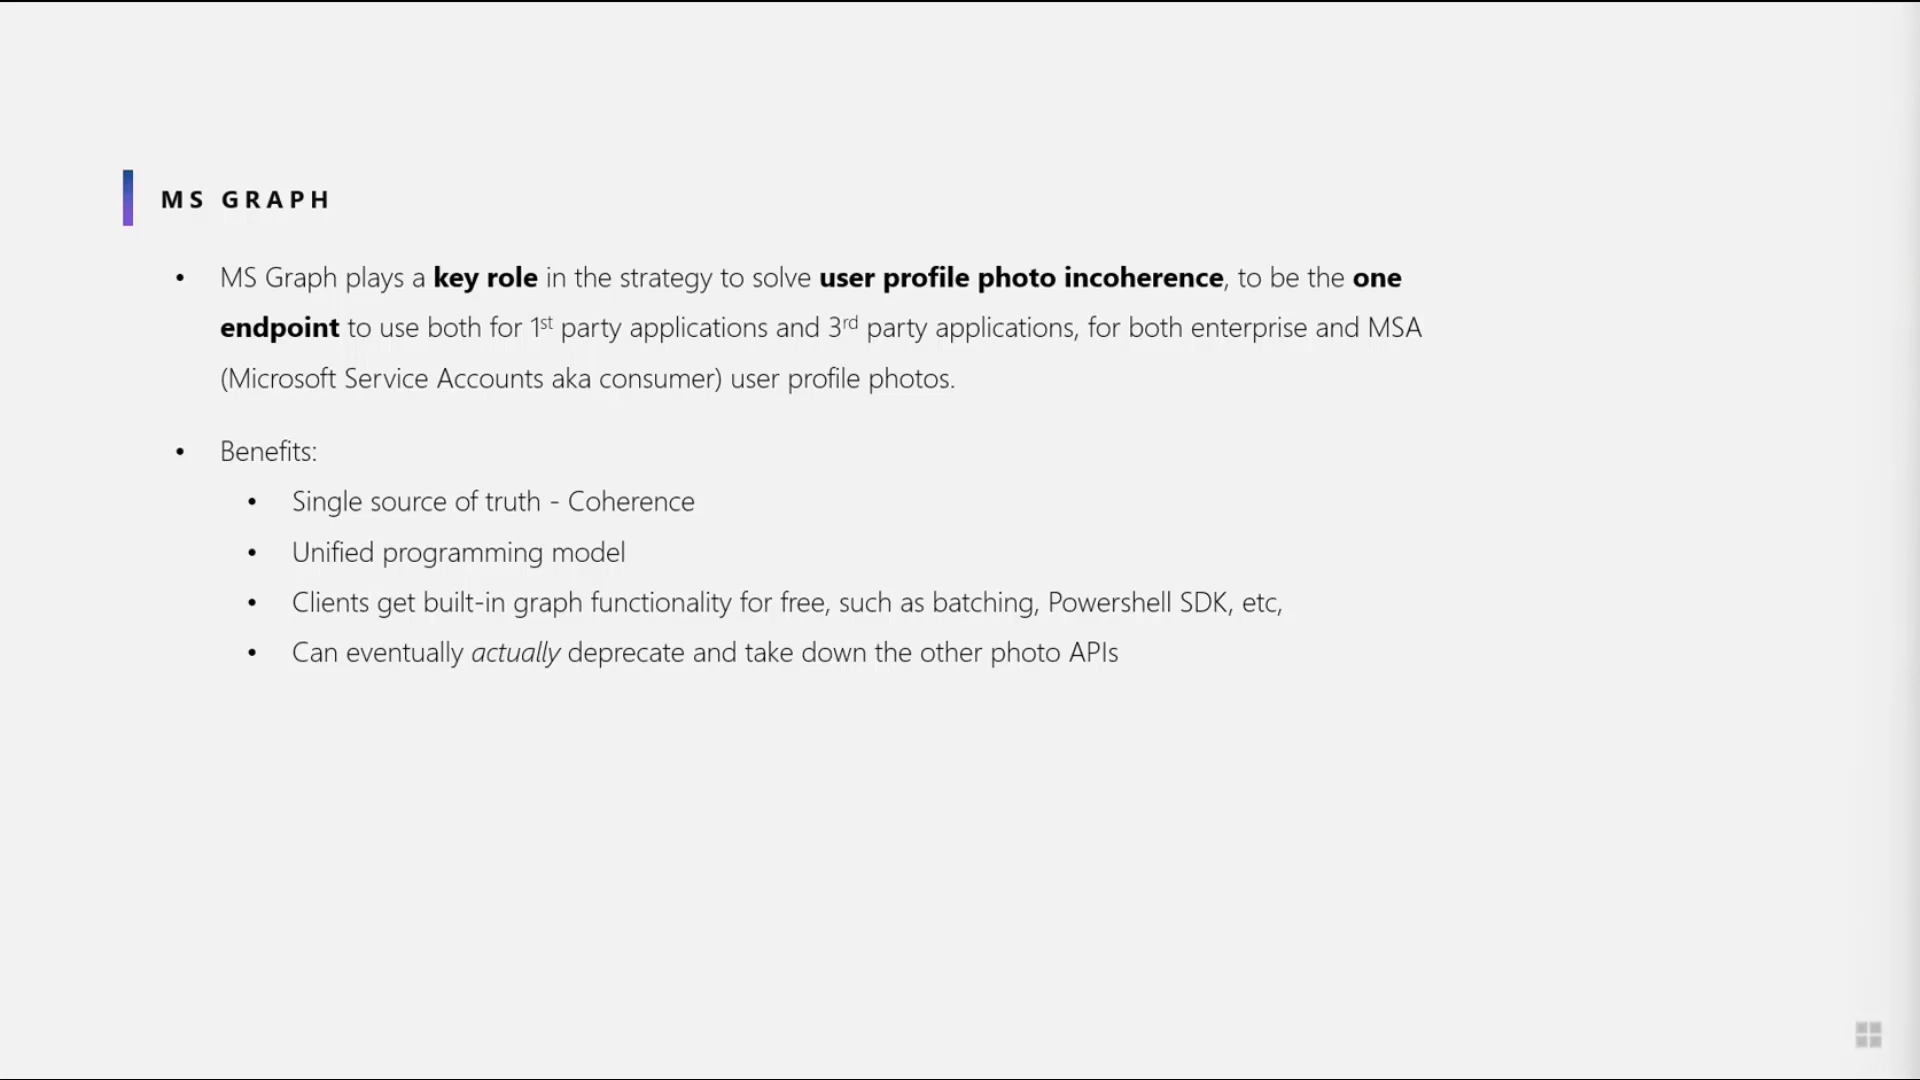 MS GRAPH
• MS Graph plays a key role in the strategy to solve user profile photo incoherence, to be the one
endpoint to use both for 1st party applications and 3rd party applications, for both enterprise and MSA
(Microsoft Service Accounts aka consumer) user profile photos.
• Benefits:
• Single source of truth - Coherence
• Unified programming model
• Clients get built-in graph functionality for free, such as batching, Powershell SDK, etc,
• Can eventually actually deprecate and take down the other photo APIs